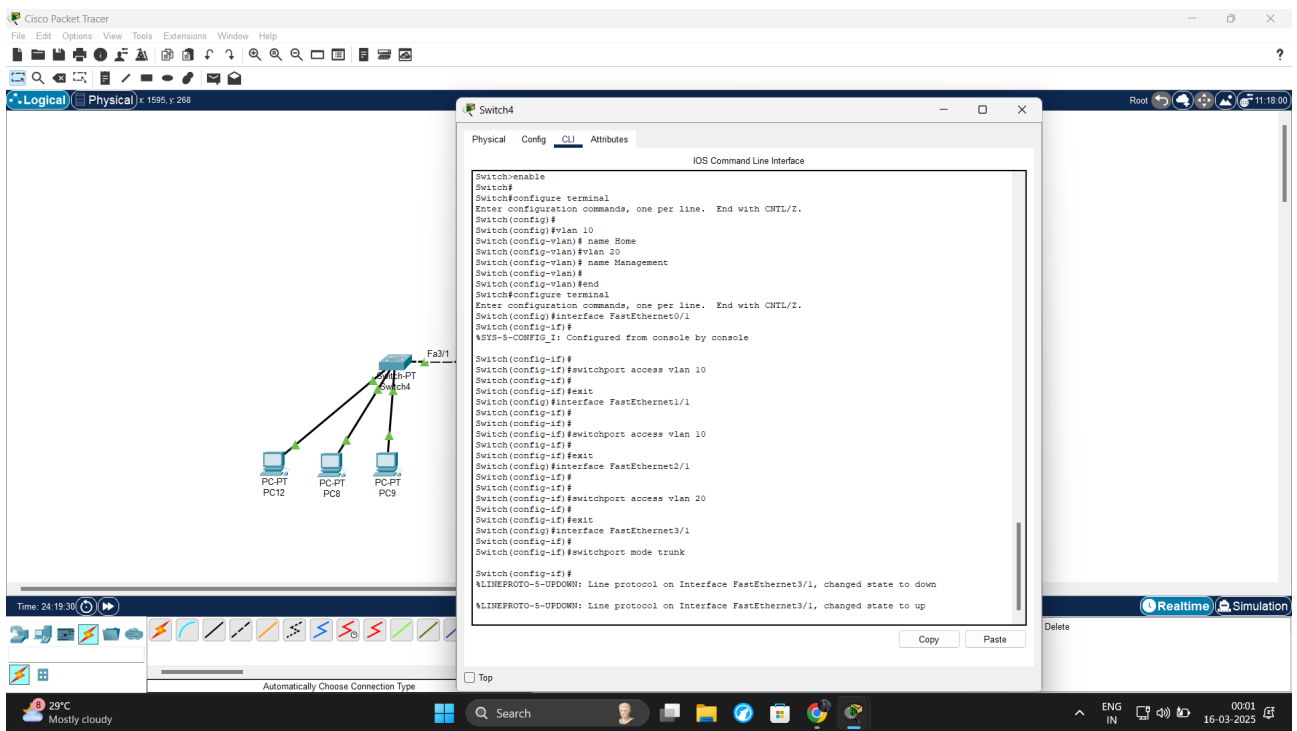 Cisco Packet Tracer
File Edit Options View Tools Extensions Window Help
?
Logical Physical x: 1595, y: 268
Root 11:18:00
Switch4
Physical Config CLI Attributes
IOS Command Line Interface
Switch>enable
Switch#
Switch#configure terminal
Enter configuration commands, one per line. End with CNTL/Z.
Switch(config)#
Switch(config)#vlan 10
Switch(config-vlan)# name Home
Switch(config-vlan)#vlan 20
Switch(config-vlan)# name Management
Switch(config-vlan)#
Switch(config-vlan)#end
Switch#configure terminal
Enter configuration commands, one per line. End with CNTL/Z.
Switch(config)#interface FastEthernet0/1
Switch(config-if)#
%SYS-5-CONFIG_I: Configured from console by console
Switch(config-if)#
Switch(config-if)#switchport access vlan 10
Switch(config-if)#
Switch(config-if)#exit
Switch(config)#interface FastEthernet1/1
Switch(config-if)#
Switch(config-if)#
Switch(config-if)#switchport access vlan 10
Switch(config-if)#
Switch(config-if)#exit
Switch(config)#interface FastEthernet2/1
Switch(config-if)#
Switch(config-if)#
Switch(config-if)#switchport access vlan 20
Switch(config-if)#
Switch(config-if)#exit
Switch(config)#interface FastEthernet3/1
Switch(config-if)#
Switch(config-if)#switchport mode trunk
Switch(config-if)#
%LINEPROTO-5-UPDOWN: Line protocol on Interface FastEthernet3/1, changed state to down
%LINEPROTO-5-UPDOWN: Line protocol on Interface FastEthernet3/1, changed state to up
Copy Paste
Top
Fa3/1
Switch-PT
Switch4
PC-PT
PC12
PC-PT
PC8
PC-PT
PC9
Time: 24:19:30
Realtime Simulation
Delete
Automatically Choose Connection Type
8
29°C
Mostly cloudy
Search
ENG
IN
00:01
16-03-2025